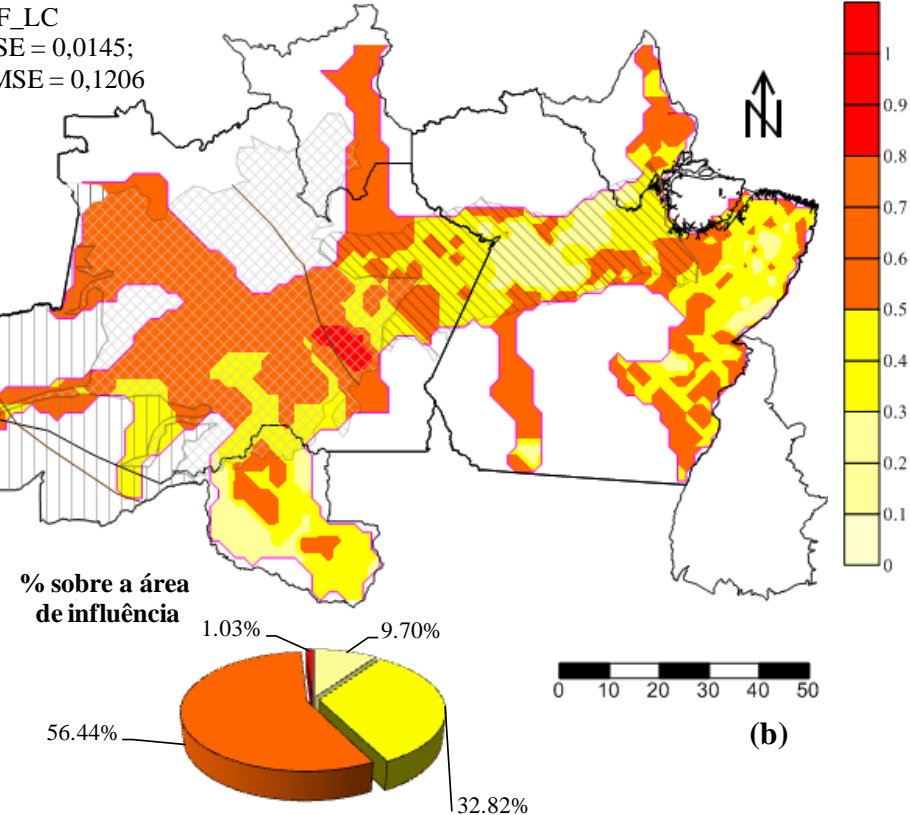 F_LC
SE = 0,0145;
MSE = 0,1206
N
1
0.9
0.8
0.7
0.6
0.5
0.4
0.3
0.2
0.1
0
% sobre a área
de influência
1.03%
9.70%
56.44%
32.82%
0 10 20 30 40 50
(b)